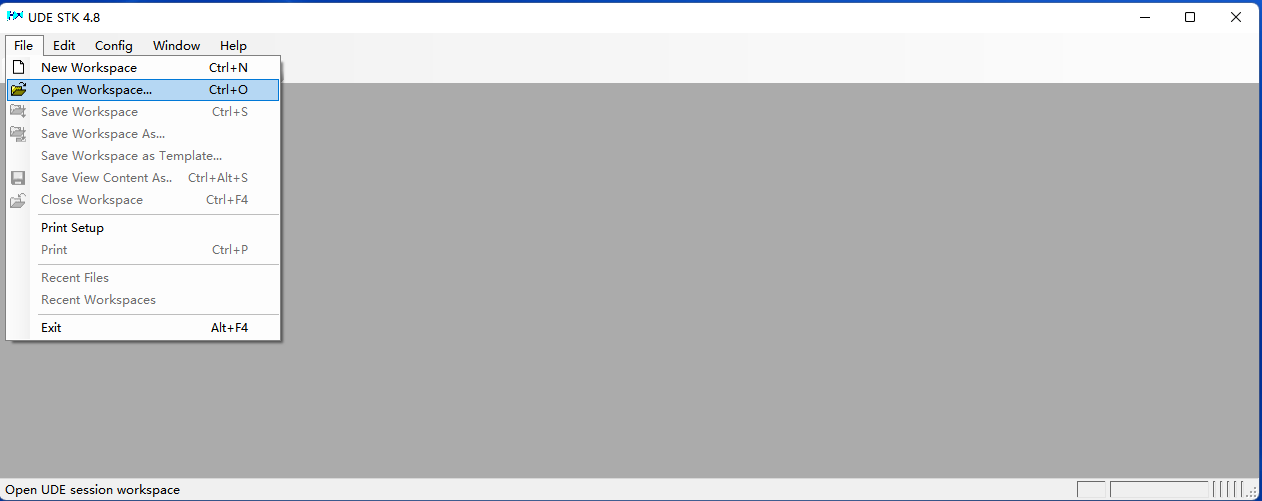 UDE STK 4.8
File Edit Config Window Help
New Workspace Ctrl+N
Open Workspace... Ctrl+O
Save Workspace Ctrl+S
Save Workspace As...
Save Workspace as Template...
Save View Content As.. Ctrl+Alt+S
Close Workspace Ctrl+F4
Print Setup
Print Ctrl+P
Recent Files
Recent Workspaces
Exit Alt+F4
Open UDE session workspace